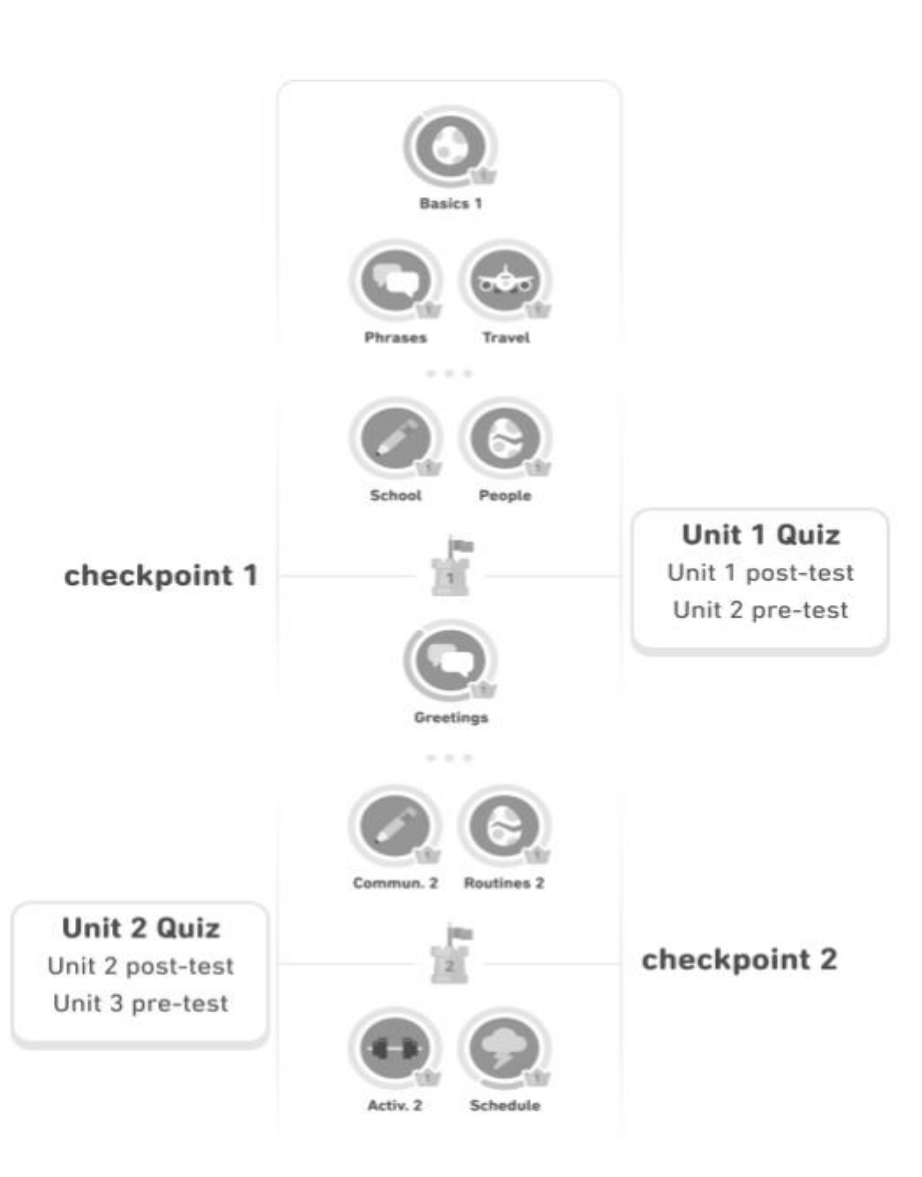 Basics 1
Phrases
Travel
School
People
checkpoint 1
1
Unit 1 Quiz
Unit 1 post-test
Unit 2 pre-test
Greetings
Commun. 2
Routines 2
Unit 2 Quiz
Unit 2 post-test
Unit 3 pre-test
2
checkpoint 2
Activ. 2
Schedule